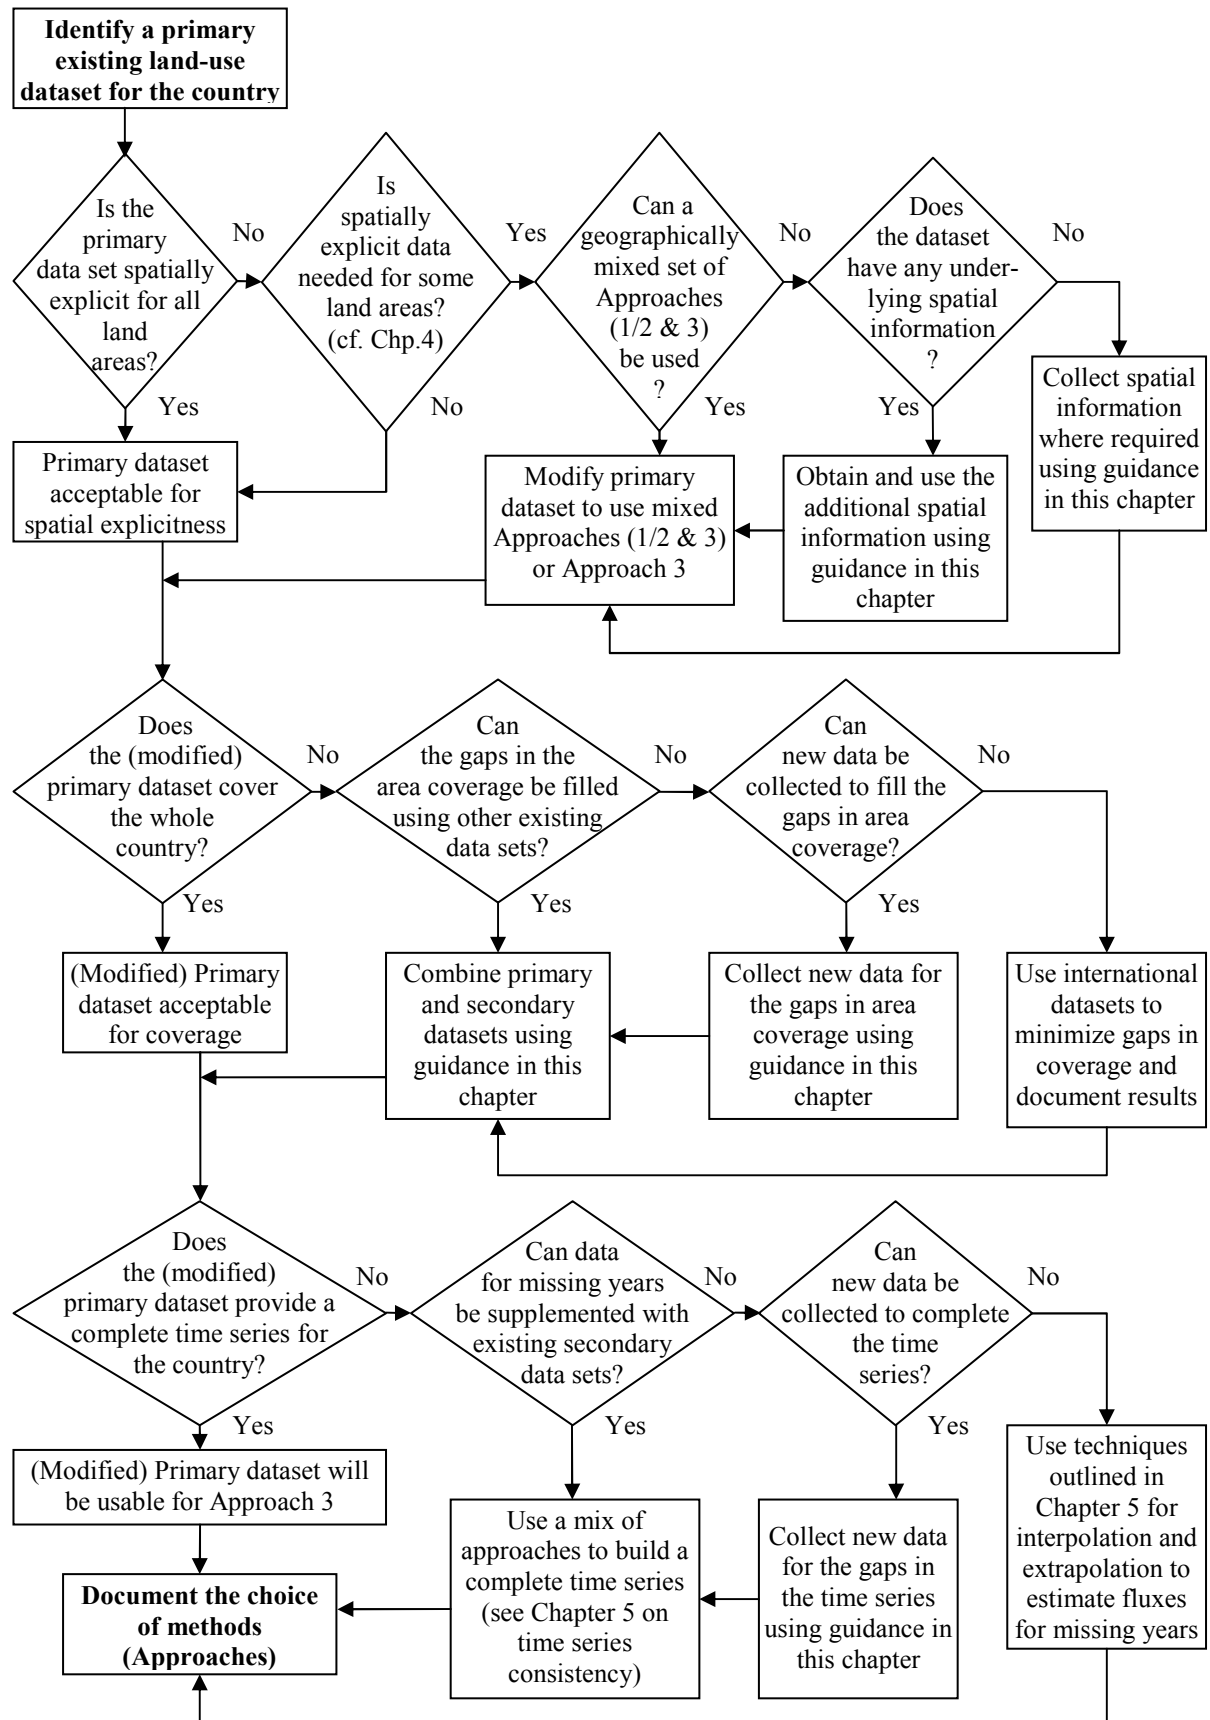 Identify a primary
existing land-use
dataset for the country
Is the
primary
data set spatially
explicit for all
land
areas?
No
Yes
Is
spatially
explicit data
needed for some
land areas?
(cf. Chp.4)
Yes
No
Can a
geographically
mixed set of
Approaches
(1/2 & 3)
be used
?
No
Yes
Does
the dataset
have any under-
lying spatial
information
?
No
Yes
Collect spatial
information
where required
using guidance
in this chapter
Primary dataset
acceptable for
spatial explicitness
Modify primary
dataset to use mixed
Approaches (1/2 & 3)
or Approach 3
Obtain and use the
additional spatial
information using
guidance in this
chapter
Does
the (modified)
primary dataset cover
the whole
country?
No
Yes
Can
the gaps in the
area coverage be filled
using other existing
data sets?
No
Yes
Can
new data be
collected to fill the
gaps in area
coverage?
No
Yes
(Modified) Primary
dataset acceptable
for coverage
Combine primary
and secondary
datasets using
guidance in this
chapter
Collect new data for
the gaps in area
coverage using
guidance in this
chapter
Use international
datasets to
minimize gaps in
coverage and
document results
Does
the (modified)
primary dataset provide a
complete time series for
the country?
No
Yes
Can data
for missing years
be supplemented with
existing secondary
data sets?
No
Yes
Can
new data be
collected to complete
the time
series?
No
Yes
(Modified) Primary dataset will
be usable for Approach 3
Use a mix of
approaches to build a
complete time series
(see Chapter 5 on
time series
consistency)
Collect new data
for the gaps in
the time series
using guidance in
this chapter
Use techniques
outlined in
Chapter 5 for
interpolation and
extrapolation to
estimate fluxes
for missing years
Document the choice
of methods
(Approaches)